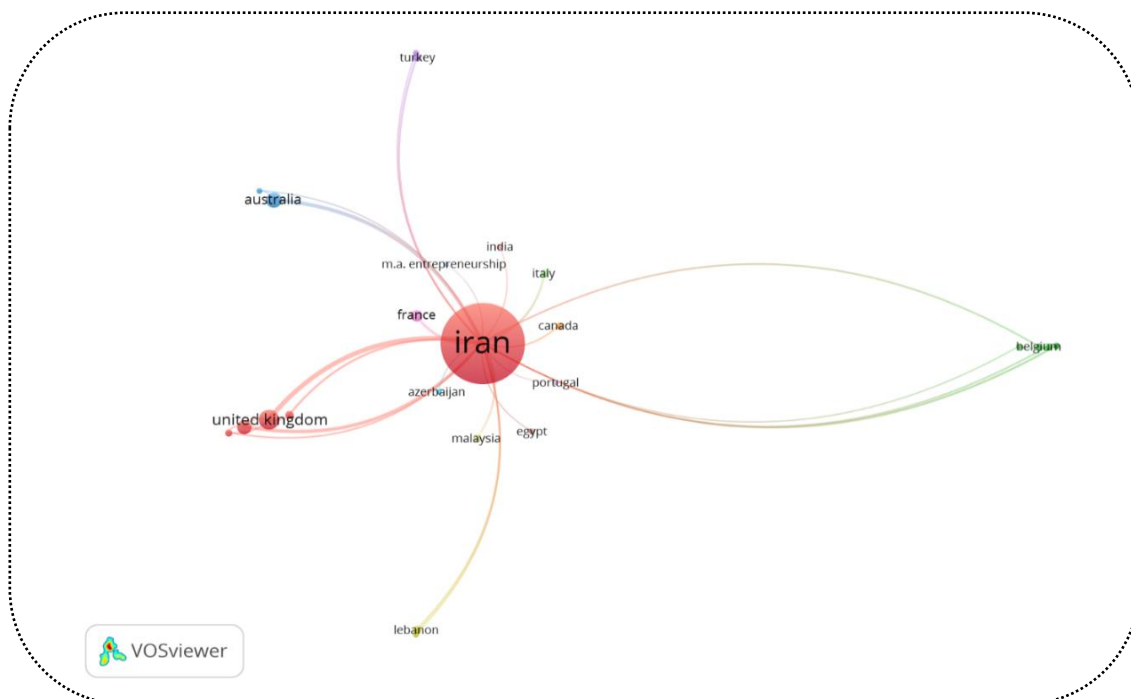 turkey
australia
india
m.a. entrepreneurship
italy
france
canada
iran
belgium
portugal
azerbaijan
united kingdom
egypt
malaysia
lebanon
VOSviewer